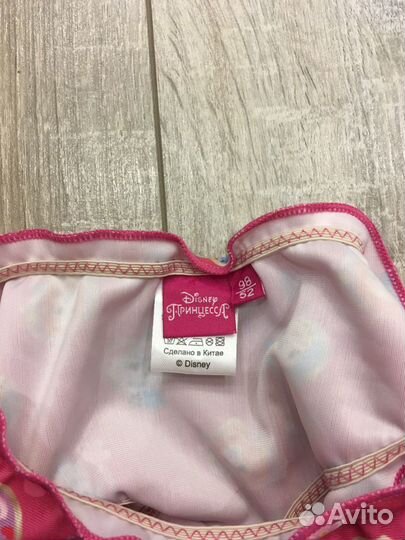 Disney
Принцесса
98/52
Сделано в Китае
© Disney
Avito